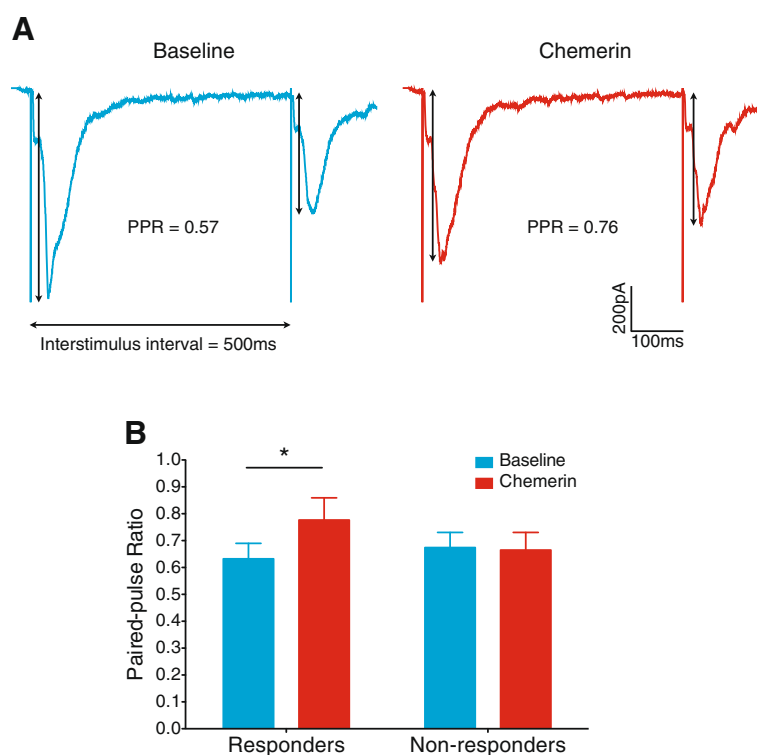 A
Baseline
Chemerin
PPR = 0.57
PPR = 0.76
200pA
100ms
Interstimulus interval = 500ms
B
*
Baseline
Chemerin
Paired-pulse Ratio
1.0
0.9
0.8
0.7
0.6
0.5
0.4
0.3
0.2
0.1
0.0
Responders
Non-responders